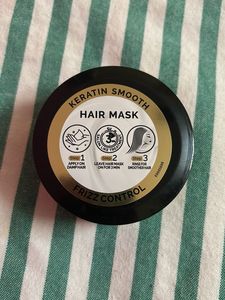 KERATIN SMOOTH
HAIR MASK
Step 1
APPLY ON
DAMP HAIR
Step 2
LEAVE HAIR MASK
ON FOR 2 MIN
Step 3
RINSE FOR
SMOOTHER HAIR
FRIZZ CONTROL